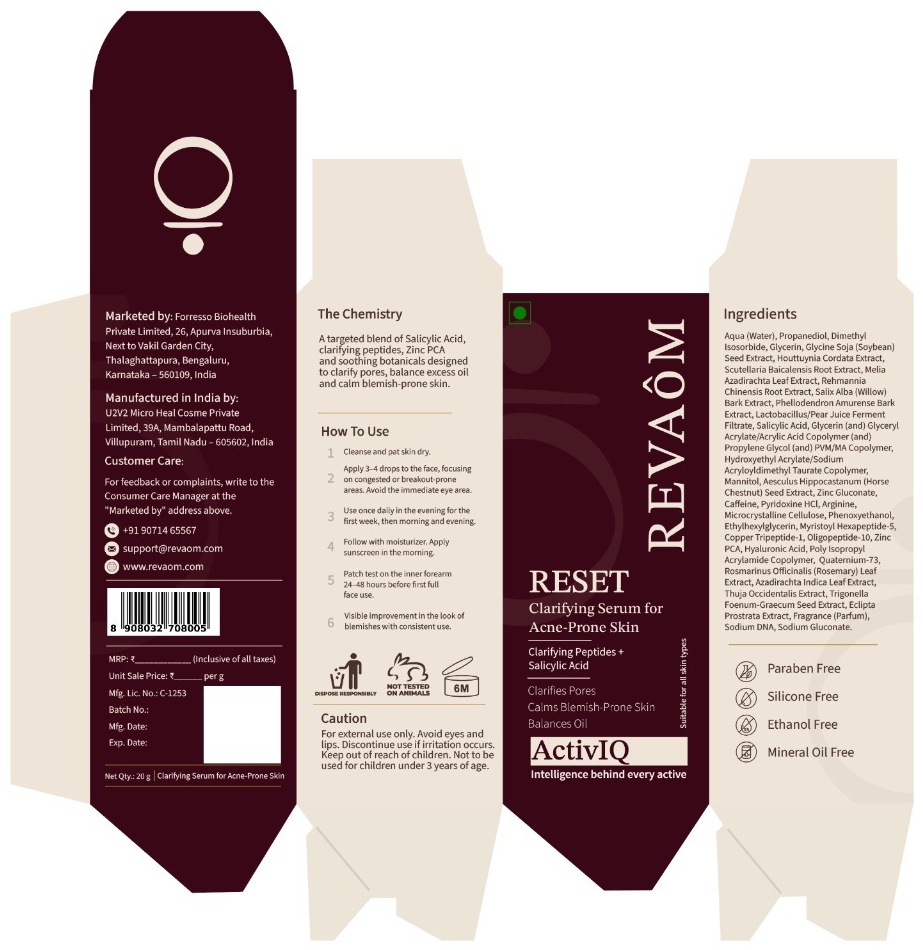 Marketed by: Forresso Biohealth
Private Limited, 26, Apurva Insuburbia,
Next to Vakil Garden City,
Thalaghattapura, Bengaluru,
Karnataka – 560109, India
Manufactured in India by:
U2V2 Micro Heal Cosme Private
Limited, 39A, Mambalapattu Road,
Villupuram, Tamil Nadu – 605602, India
Customer Care:
For feedback or complaints, write to the
Consumer Care Manager at the
"Marketed by" address above.
+91 90714 65567
support@revaom.com
www.revaom.com
8 908032 708005
MRP: ₹____________ (Inclusive of all taxes)
Unit Sale Price: ₹______ per g
Mfg. Lic. No.: C-1253
Batch No.:
Mfg. Date:
Exp. Date:
Net Qty.: 20 g | Clarifying Serum for Acne-Prone Skin
The Chemistry
A targeted blend of Salicylic Acid,
clarifying peptides, Zinc PCA
and soothing botanicals designed
to clarify pores, balance excess oil
and calm blemish-prone skin.
How To Use
1 Cleanse and pat skin dry.
2 Apply 3–4 drops to the face, focusing
on congested or breakout-prone
areas. Avoid the immediate eye area.
3 Use once daily in the evening for the
first week, then morning and evening.
4 Follow with moisturizer. Apply
sunscreen in the morning.
5 Patch test on the inner forearm
24–48 hours before first full
face use.
6 Visible improvement in the look of
blemishes with consistent use.
DISPOSE RESPONSIBLY
NOT TESTED
ON ANIMALS
6M
Caution
For external use only. Avoid eyes and
lips. Discontinue use if irritation occurs.
Keep out of reach of children. Not to be
used for children under 3 years of age.
REVAÔM
RESET
Clarifying Serum for
Acne-Prone Skin
Clarifying Peptides +
Salicylic Acid
Clarifies Pores
Calms Blemish-Prone Skin
Balances Oil
Suitable for all skin types
ActivIQ
Intelligence behind every active
Ingredients
Aqua (Water), Propanediol, Dimethyl
Isosorbide, Glycerin, Glycine Soja (Soybean)
Seed Extract, Houttuynia Cordata Extract,
Scutellaria Baicalensis Root Extract, Melia
Azadirachta Leaf Extract, Rehmannia
Chinensis Root Extract, Salix Alba (Willow)
Bark Extract, Phellodendron Amurense Bark
Extract, Lactobacillus/Pear Juice Ferment
Filtrate, Salicylic Acid, Glycerin (and) Glyceryl
Acrylate/Acrylic Acid Copolymer (and)
Propylene Glycol (and) PVM/MA Copolymer,
Hydroxyethyl Acrylate/Sodium
Acryloyldimethyl Taurate Copolymer,
Mannitol, Aesculus Hippocastanum (Horse
Chestnut) Seed Extract, Zinc Gluconate,
Caffeine, Pyridoxine HCl, Arginine,
Microcrystalline Cellulose, Phenoxyethanol,
Ethylhexylglycerin, Myristoyl Hexapeptide-5,
Copper Tripeptide-1, Oligopeptide-10, Zinc
PCA, Hyaluronic Acid, Poly Isopropyl
Acrylamide Copolymer, Quaternium-73,
Rosmarinus Officinalis (Rosemary) Leaf
Extract, Azadirachta Indica Leaf Extract,
Thuja Occidentalis Extract, Trigonella
Foenum-Graecum Seed Extract, Eclipta
Prostrata Extract, Fragrance (Parfum),
Sodium DNA, Sodium Gluconate.
Paraben Free
Silicone Free
Ethanol Free
Mineral Oil Free